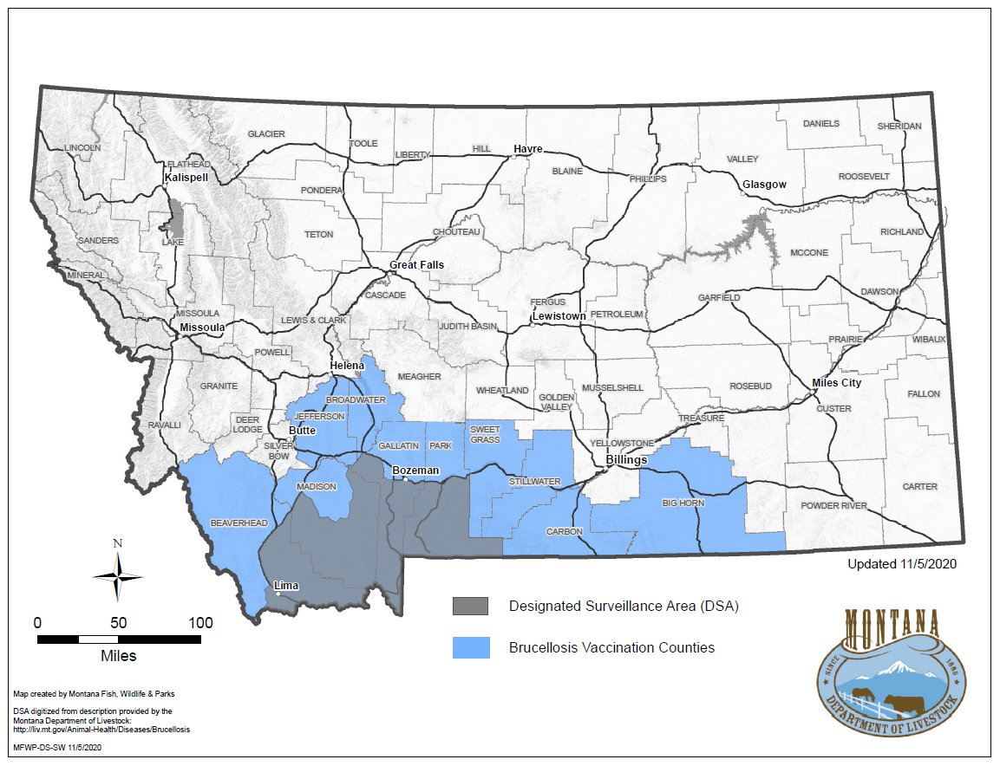 GLACIER
TOOLE
LIBERTY
HILL
Havre
BLAINE
PHILLIPS
VALLEY
DANIELS
SHERIDAN
LINCOLN
FLATHEAD
Kalispell
PONDERA
Glasgow
ROOSEVELT
SANDERS
LAKE
TETON
CHOUTEAU
RICHLAND
MCCONE
MINERAL
Great Falls
CASCADE
FERGUS
Lewistown
PETROLEUM
GARFIELD
DAWSON
MISSOULA
Missoula
LEWIS & CLARK
JUDITH BASIN
PRAIRIE
WIBAUX
POWELL
Helena
MEAGHER
GRANITE
BROADWATER
WHEATLAND
GOLDEN
VALLEY
MUSSELSHELL
ROSEBUD
Miles City
FALLON
CUSTER
RAVALLI
DEER
LODGE
JEFFERSON
Butte
SILVER
BOW
GALLATIN
PARK
SWEET
GRASS
TREASURE
YELLOWSTONE
Billings
Bozeman
MADISON
STILLWATER
BIG HORN
CARTER
POWDER RIVER
BEAVERHEAD
CARBON
Lima
N
Updated 11/5/2020
0 50 100
Miles
Designated Surveillance Area (DSA)
Brucellosis Vaccination Counties
MONTANA
SINCE 1885
DEPARTMENT OF LIVESTOCK
Map created by Montana Fish, Wildlife & Parks
DSA digitized from description provided by the
Montana Department of Livestock:
http://liv.mt.gov/Animal-Health/Diseases/Brucellosis
MFWP-DS-SW 11/5/2020